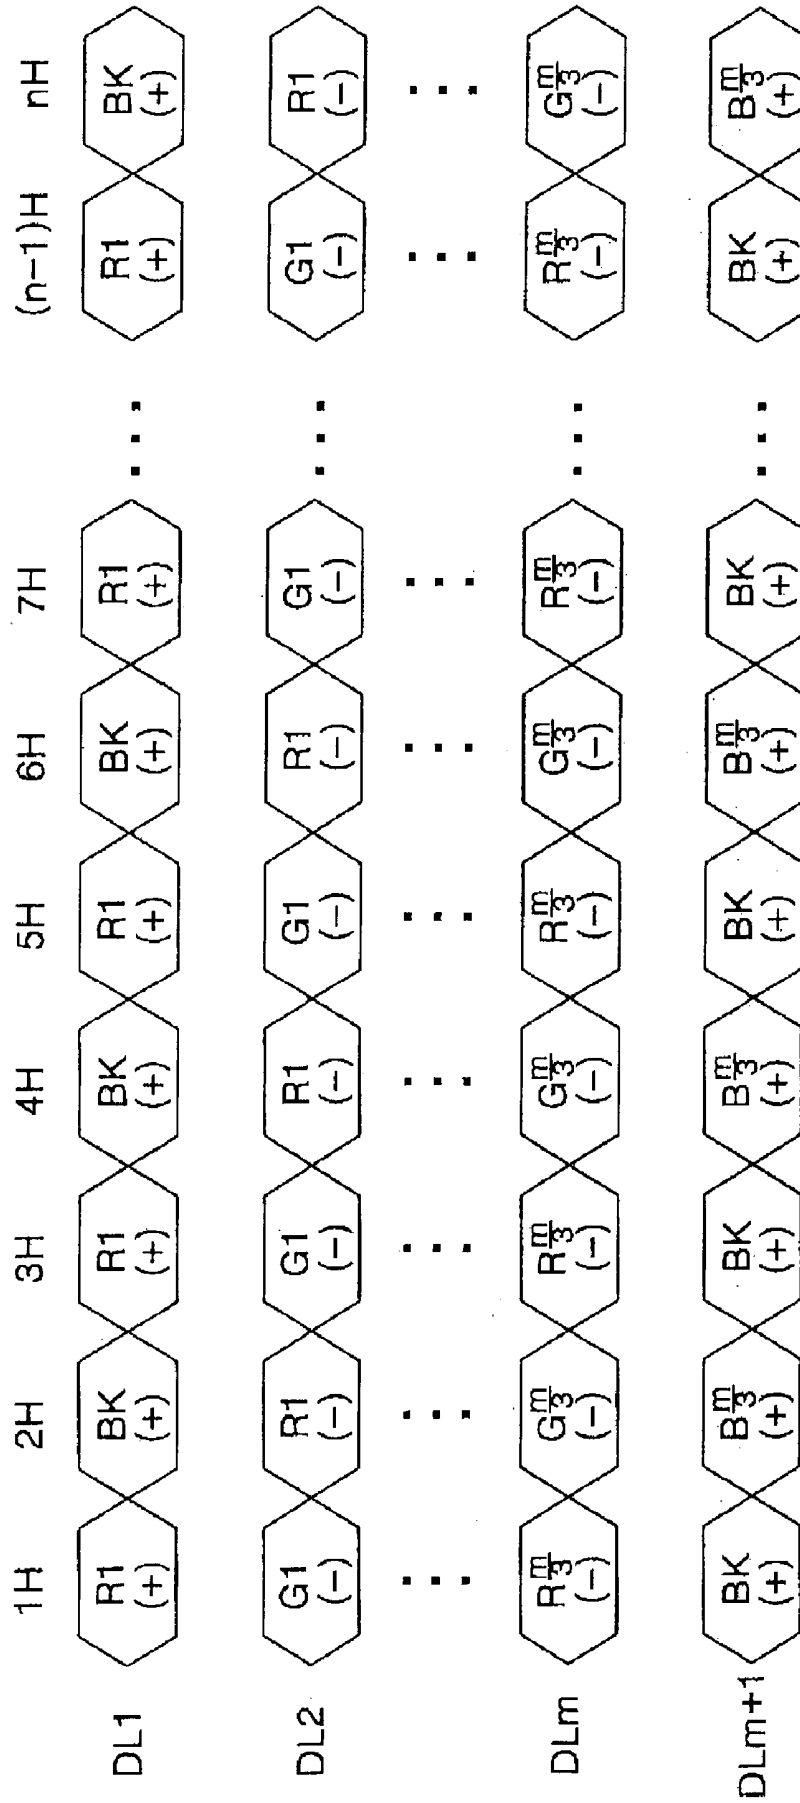 1H 2H 3H 4H 5H 6H 7H (n-1)H nH
DL1 R1 BK R1 BK R1 BK R1 ... R1 BK
(+) (+) (+) (+) (+) (+) (+) (+) (+)
DL2 G1 R1 G1 R1 G1 R1 G1 ... G1 R1
(-) (-) (-) (-) (-) (-) (-) (-) (-)
... ... ... ... ... ... ... ... ...
DLm Rm/3 Gm/3 Rm/3 Gm/3 Rm/3 Gm/3 Rm/3 ... Rm/3 Gm/3
(-) (-) (-) (-) (-) (-) (-) (-) (-)
DLm+1 BK Bm/3 BK Bm/3 BK Bm/3 BK ... BK Bm/3
(+) (+) (+) (+) (+) (+) (+) (+) (+)